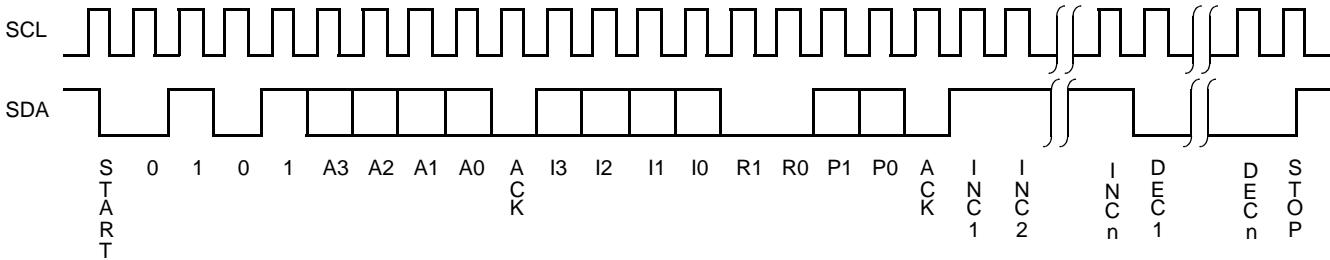 SCL
SDA
START 0 1 0 1 A3 A2 A1 A0 ACK I3 I2 I1 I0 R1 R0 P1 P0 ACK INC1 INC2 INCn DEC1 DECn STOP